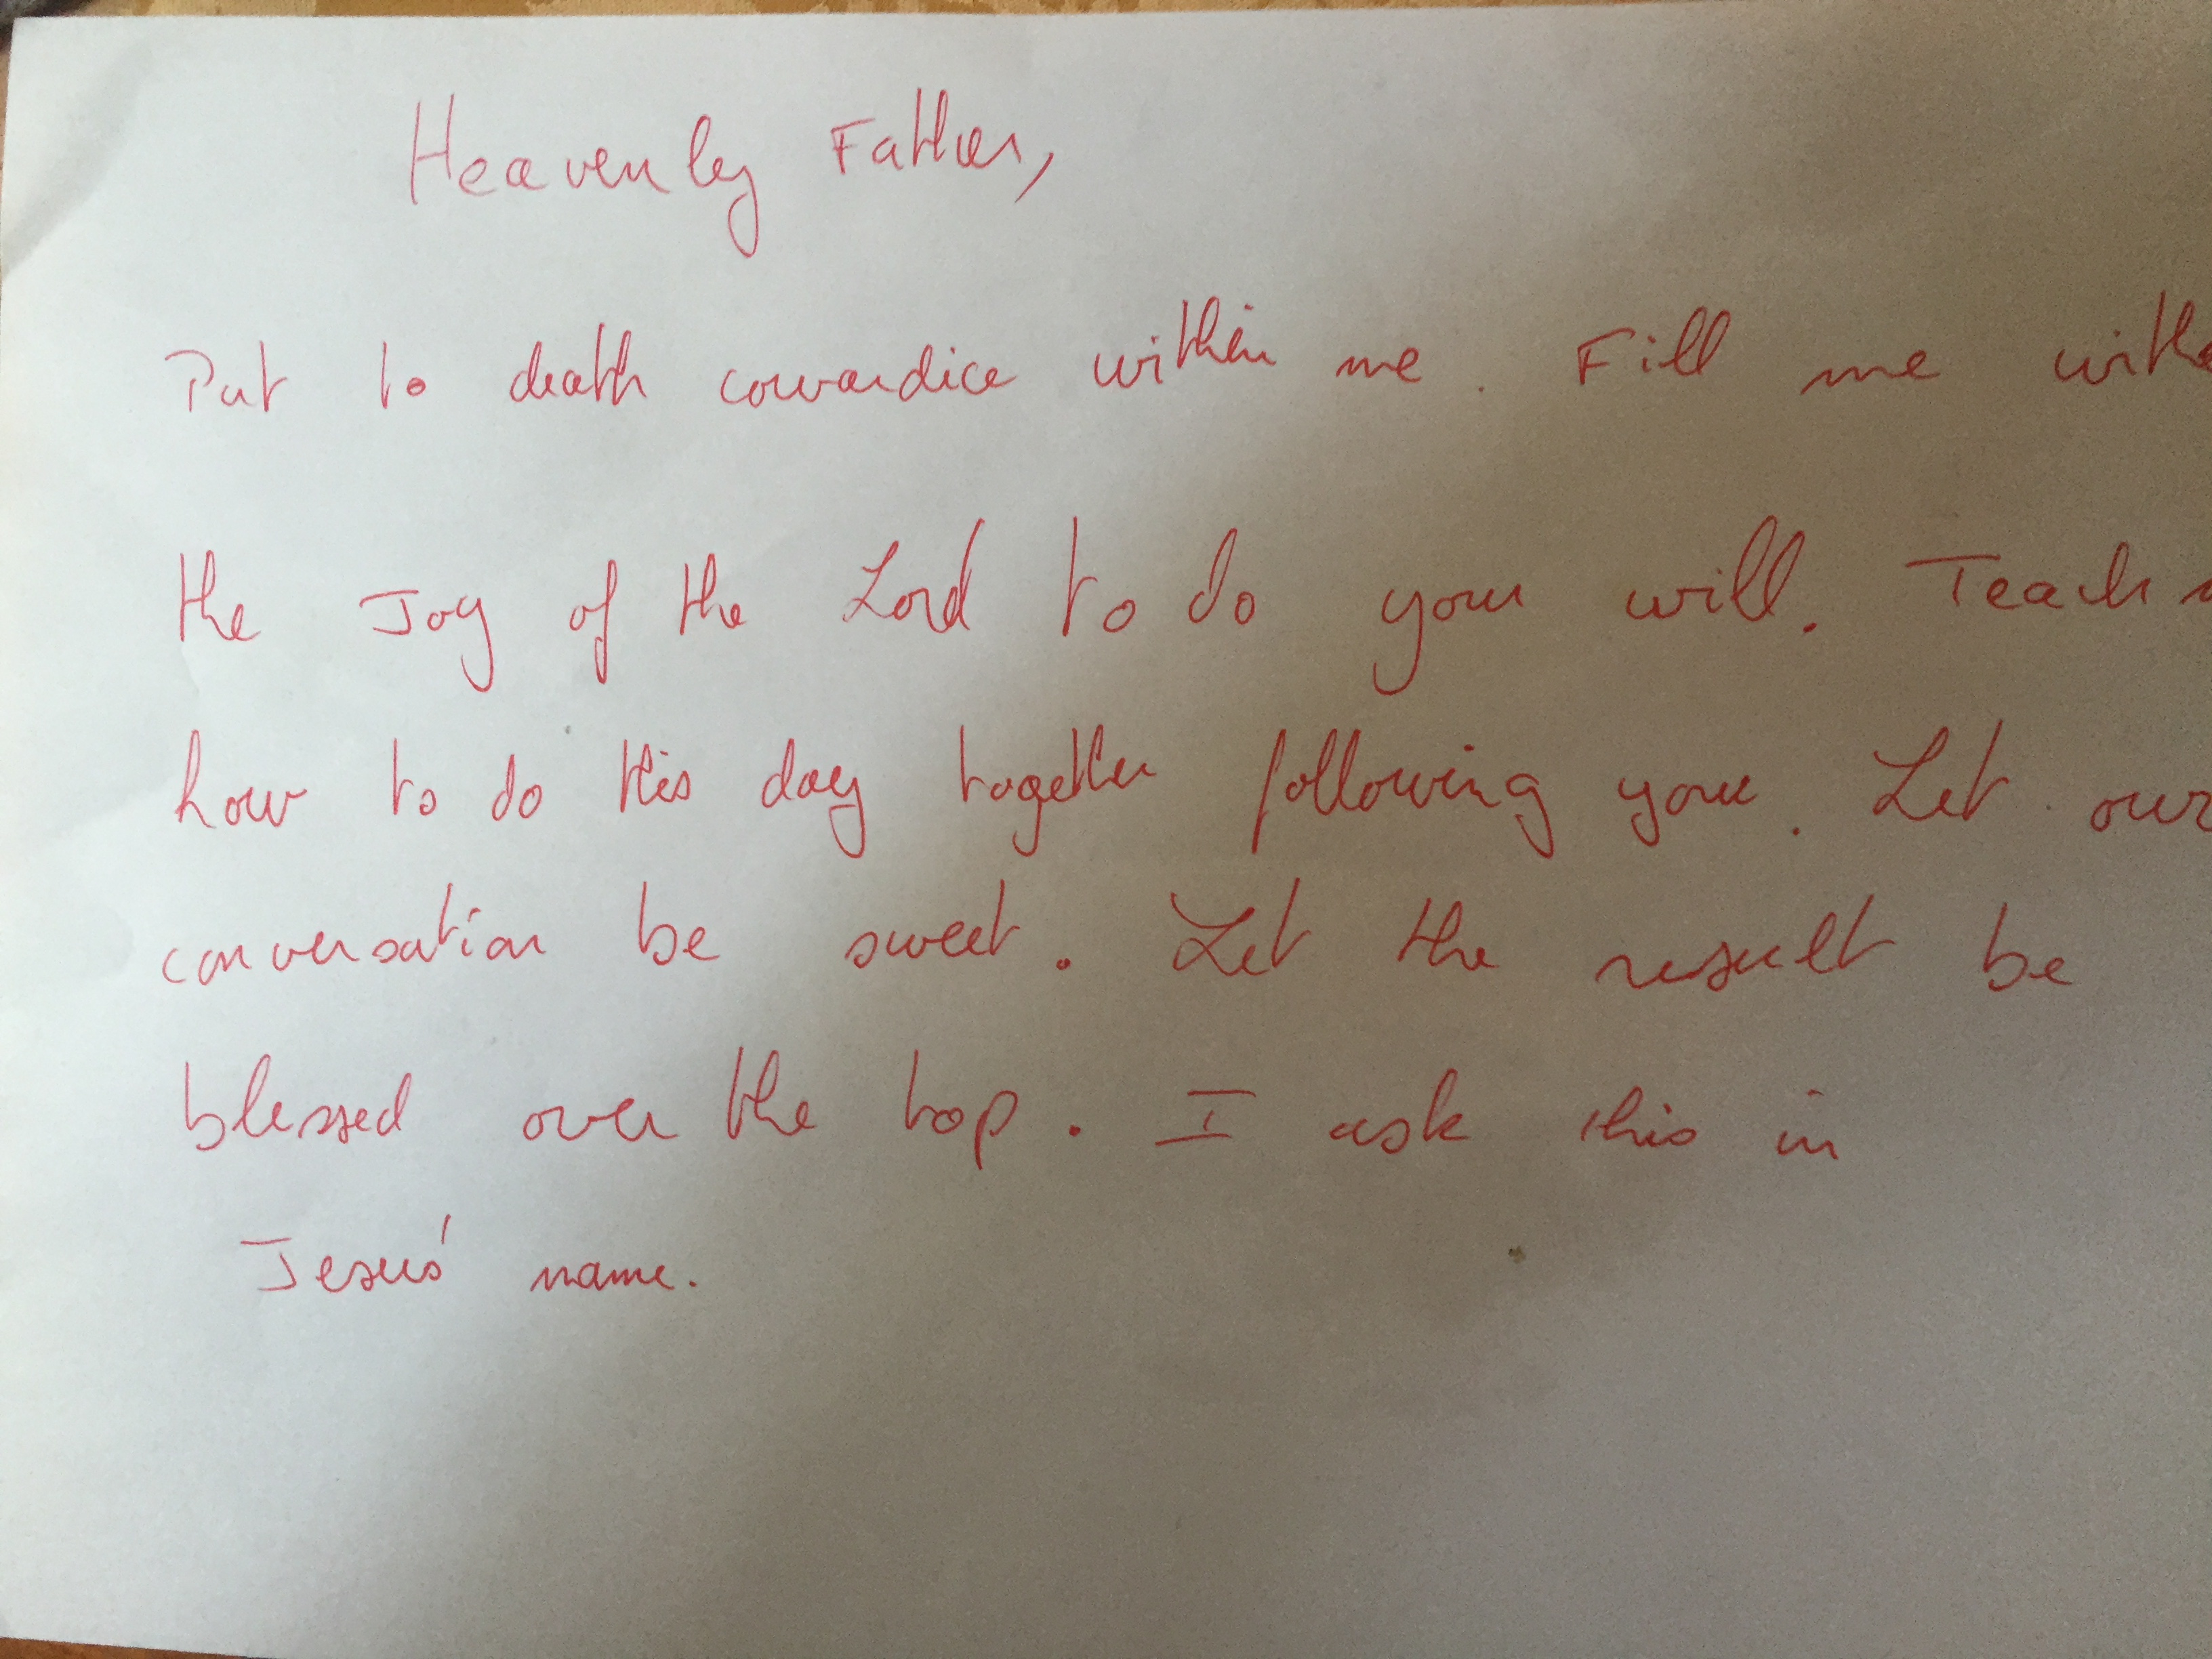 Heavenly Father,
Put to death cowardice within me. Fill me with
the Joy of the Lord to do your will. Teach
how to do this day together following you. Let our
conversation be sweet. Let the result be
blessed over the top. I ask this in
Jesus' name.